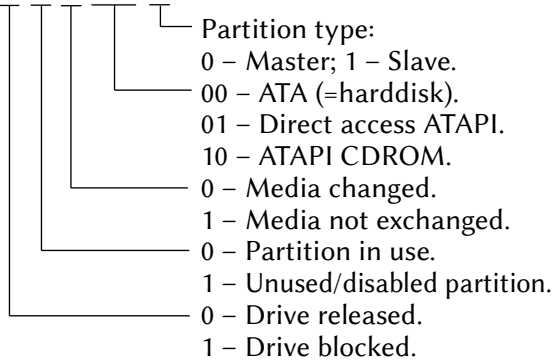 Partition type:
0 – Master; 1 – Slave.
00 – ATA (=harddisk).
01 – Direct access ATAPI.
10 – ATAPI CDROM.
0 – Media changed.
1 – Media not exchanged.
0 – Partition in use.
1 – Unused/disabled partition.
0 – Drive released.
1 – Drive blocked.